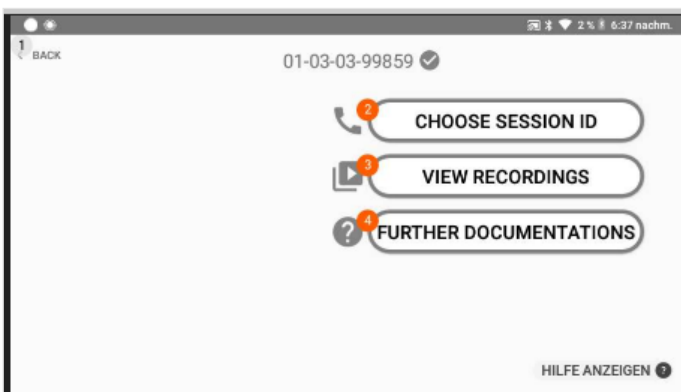 2 % 6:37 nachm.
1
BACK
01-03-03-99859
2 CHOOSE SESSION ID
3 VIEW RECORDINGS
4 FURTHER DOCUMENTATIONS
HILFE ANZEIGEN ?